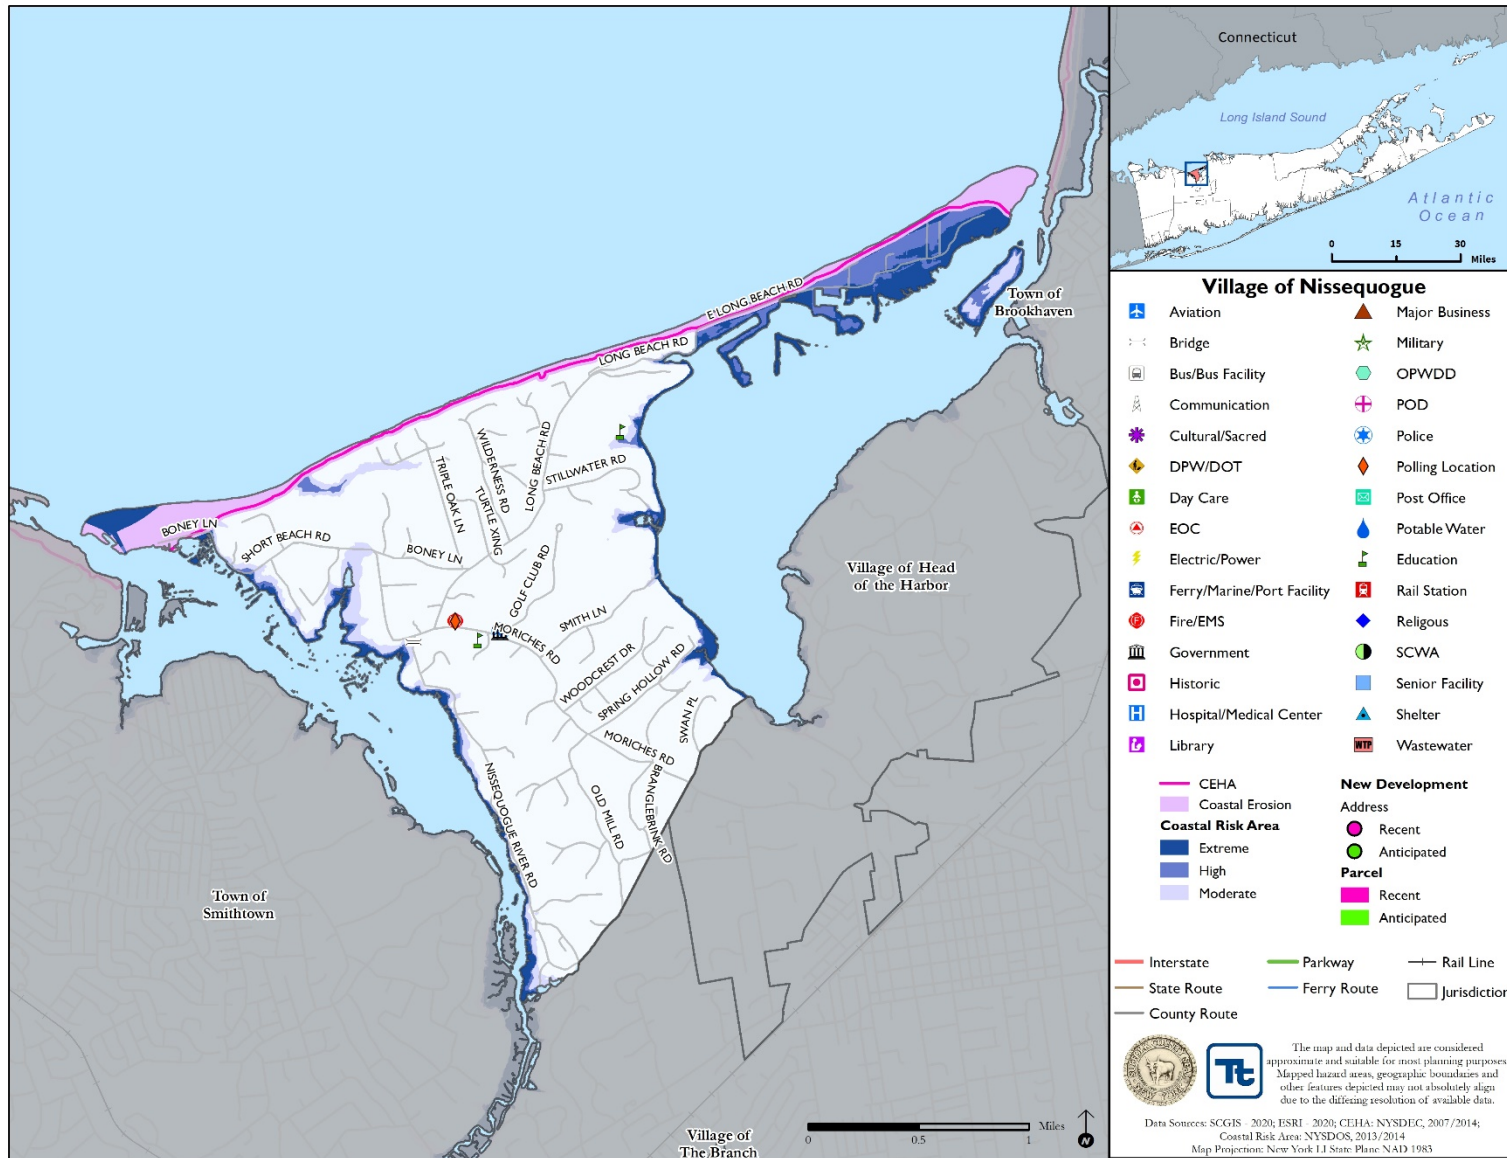 E LONG BEACH RD
LONG BEACH RD
Town of
Brookhaven
TRIPLE OAK LN
WILDERNESS RD
TURTLE XING
LONG BEACH RD
STILLWATER RD
BONEY LN
SHORT BEACH RD
BONEY LN
GOLF CLUB RD
Village of Head
of the Harbor
MORICHES RD
SMITH LN
WOODCREST DR
SPRING HOLLOW RD
SWAN PL
MORICHES RD
NISSEQUOGUE RIVER RD
OLD MILL RD
BRANGLEBRINK RD
Town of
Smithtown
Village of
The Branch
0 0.5 1 Miles
N
Connecticut
Long Island Sound
Atlantic
Ocean
0 15 30
Miles
Village of Nissequogue
Aviation
Bridge
Bus/Bus Facility
Communication
Cultural/Sacred
DPW/DOT
Day Care
EOC
Electric/Power
Ferry/Marine/Port Facility
F Fire/EMS
Government
Historic
H Hospital/Medical Center
Library
Major Business
Military
OPWDD
POD
Police
Polling Location
Post Office
Potable Water
Education
Rail Station
Religous
SCWA
Senior Facility
Shelter
WTP Wastewater
CEHA
Coastal Erosion
Coastal Risk Area
Extreme
High
Moderate
New Development
Address
Recent
Anticipated
Parcel
Recent
Anticipated
Interstate
State Route
County Route
Parkway
Ferry Route
Rail Line
Jurisdiction
Tt
The map and data depicted are considered
approximate and suitable for most planning purposes
Mapped hazard areas, geographic boundaries and
other features depicted may not absolutely align
due to the differing resolution of available data.
Data Sources: SCGIS - 2020; ESRI - 2020; CEHA: NYSDEC, 2007/2014;
Coastal Risk Area: NYSDOS, 2013/2014
Map Projection: New York LI State Plane NAD 1983